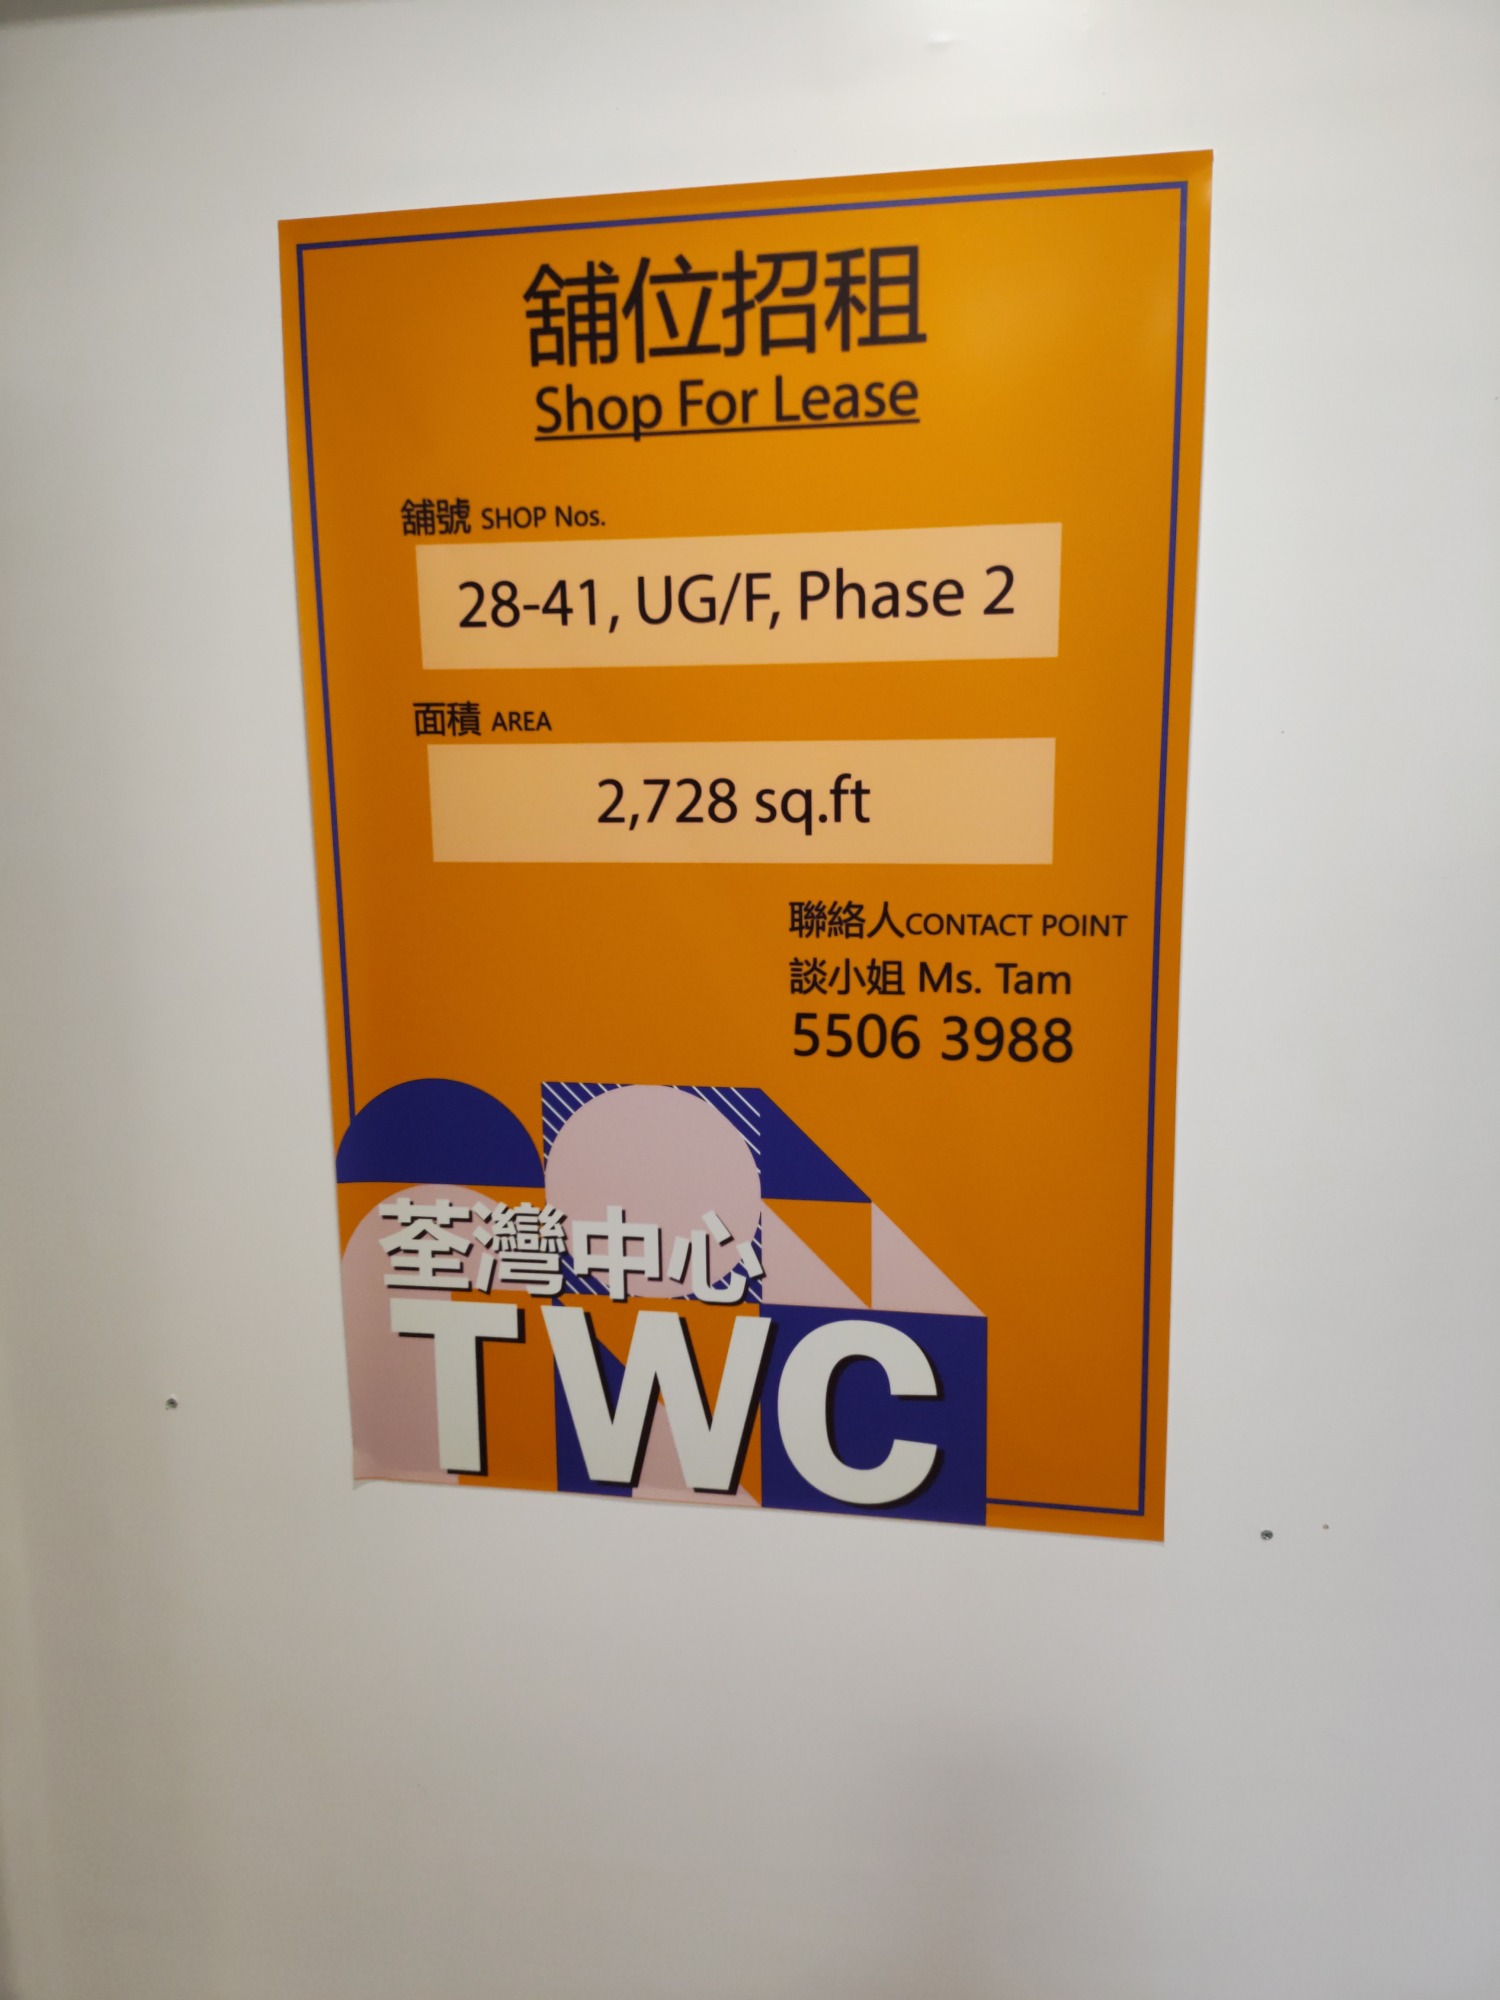 舖位招租
Shop For Lease
舖號 SHOP Nos.
28-41, UG/F, Phase 2
面積 AREA
2,728 sq.ft
聯絡人CONTACT POINT
談小姐 Ms. Tam
5506 3988
荃灣中心
TWC